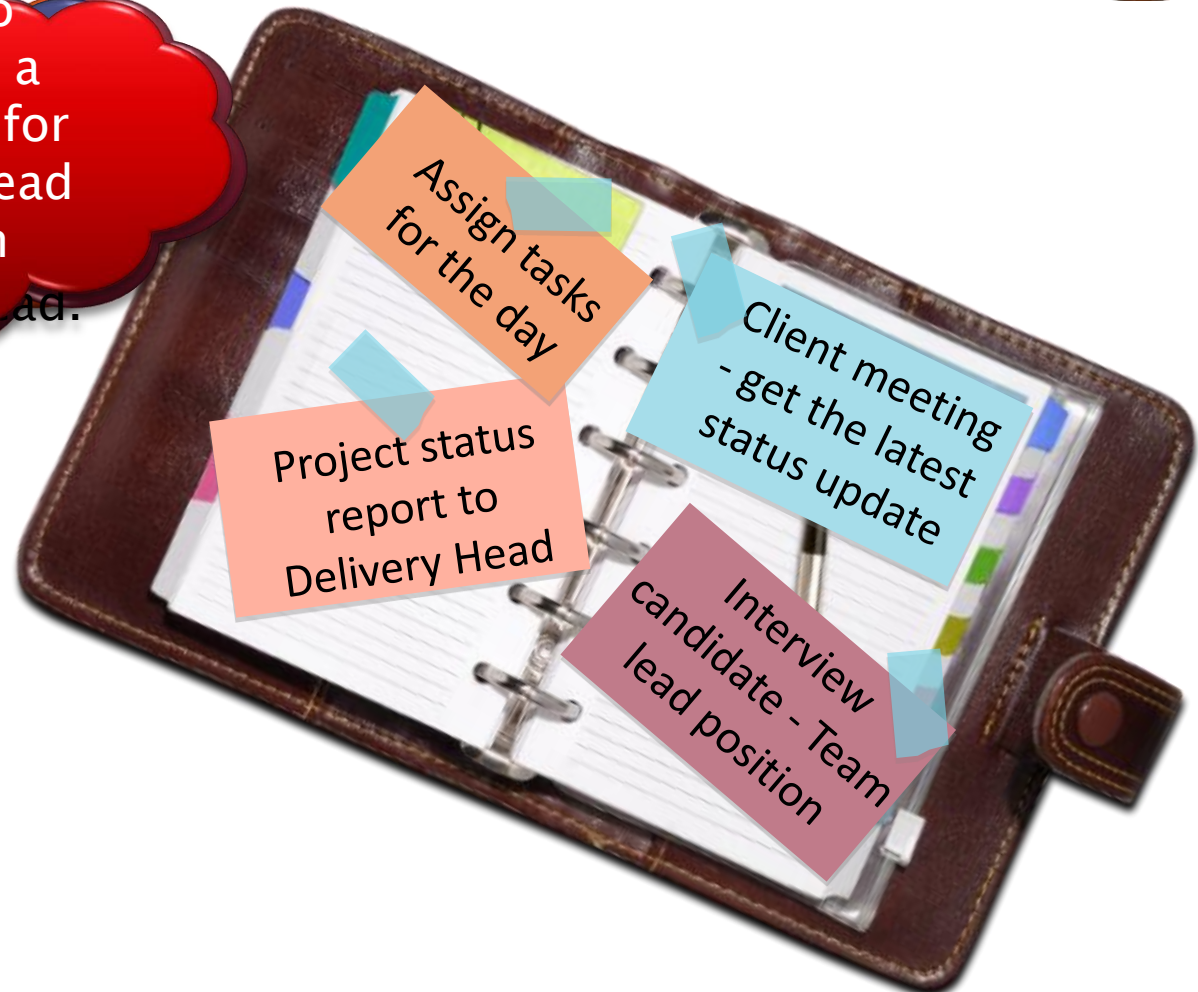 a
for
Assign tasks
for the day
Client meeting
- get the latest
status update
Project status
report to
Delivery Head
Interview
candidate - Team
lead position